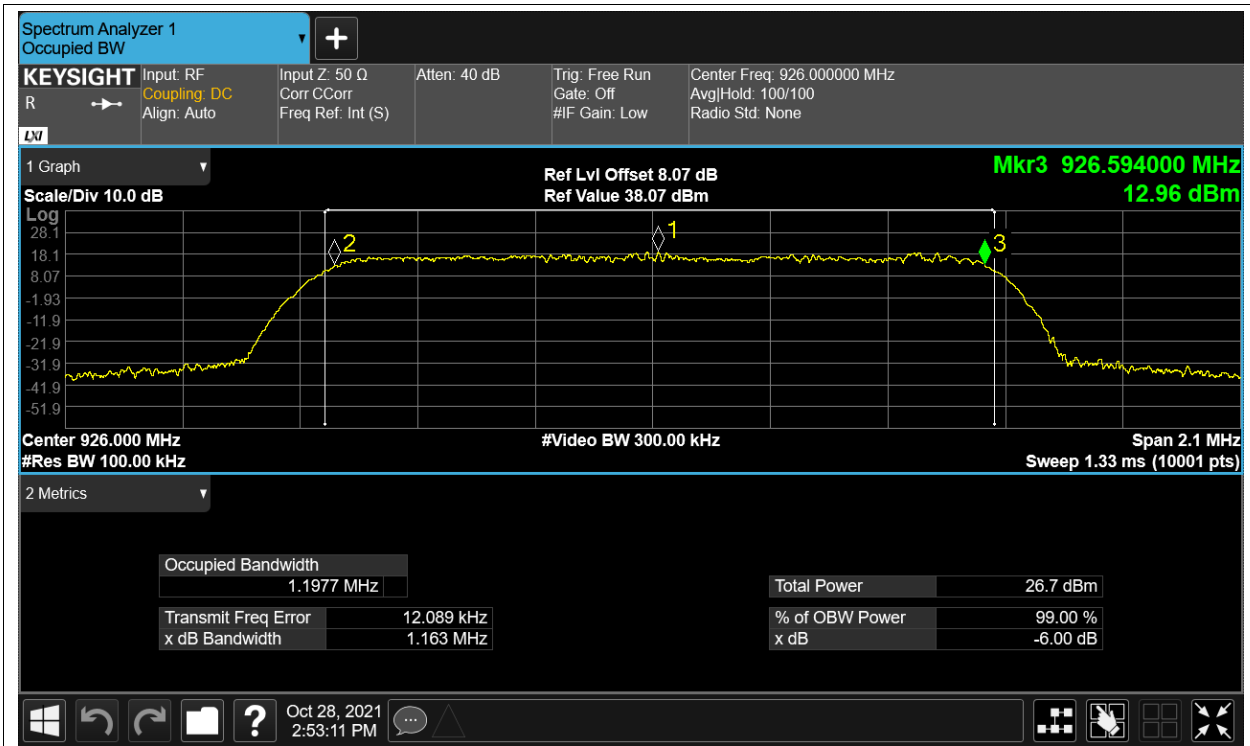 Spectrum Analyzer 1
Occupied BW
KEYSIGHT
R
LXI
Input: RF
Coupling: DC
Align: Auto
Input Z: 50 Ω
Corr CCorr
Freq Ref: Int (S)
Atten: 40 dB
Trig: Free Run
Gate: Off
#IF Gain: Low
Center Freq: 926.000000 MHz
Avg|Hold: 100/100
Radio Std: None
1 Graph
Scale/Div 10.0 dB
Ref Lvl Offset 8.07 dB
Ref Value 38.07 dBm
Mkr3 926.594000 MHz
12.96 dBm
Log
28.1
18.1
8.07
-1.93
-11.9
-21.9
-31.9
-41.9
-51.9
2
1
3
Center 926.000 MHz
#Video BW 300.00 kHz
Span 2.1 MHz
#Res BW 100.00 kHz
Sweep 1.33 ms (10001 pts)
2 Metrics
Occupied Bandwidth
1.1977 MHz
Transmit Freq Error 12.089 kHz
x dB Bandwidth 1.163 MHz
Total Power 26.7 dBm
% of OBW Power 99.00 %
x dB -6.00 dB
?
Oct 28, 2021
2:53:11 PM